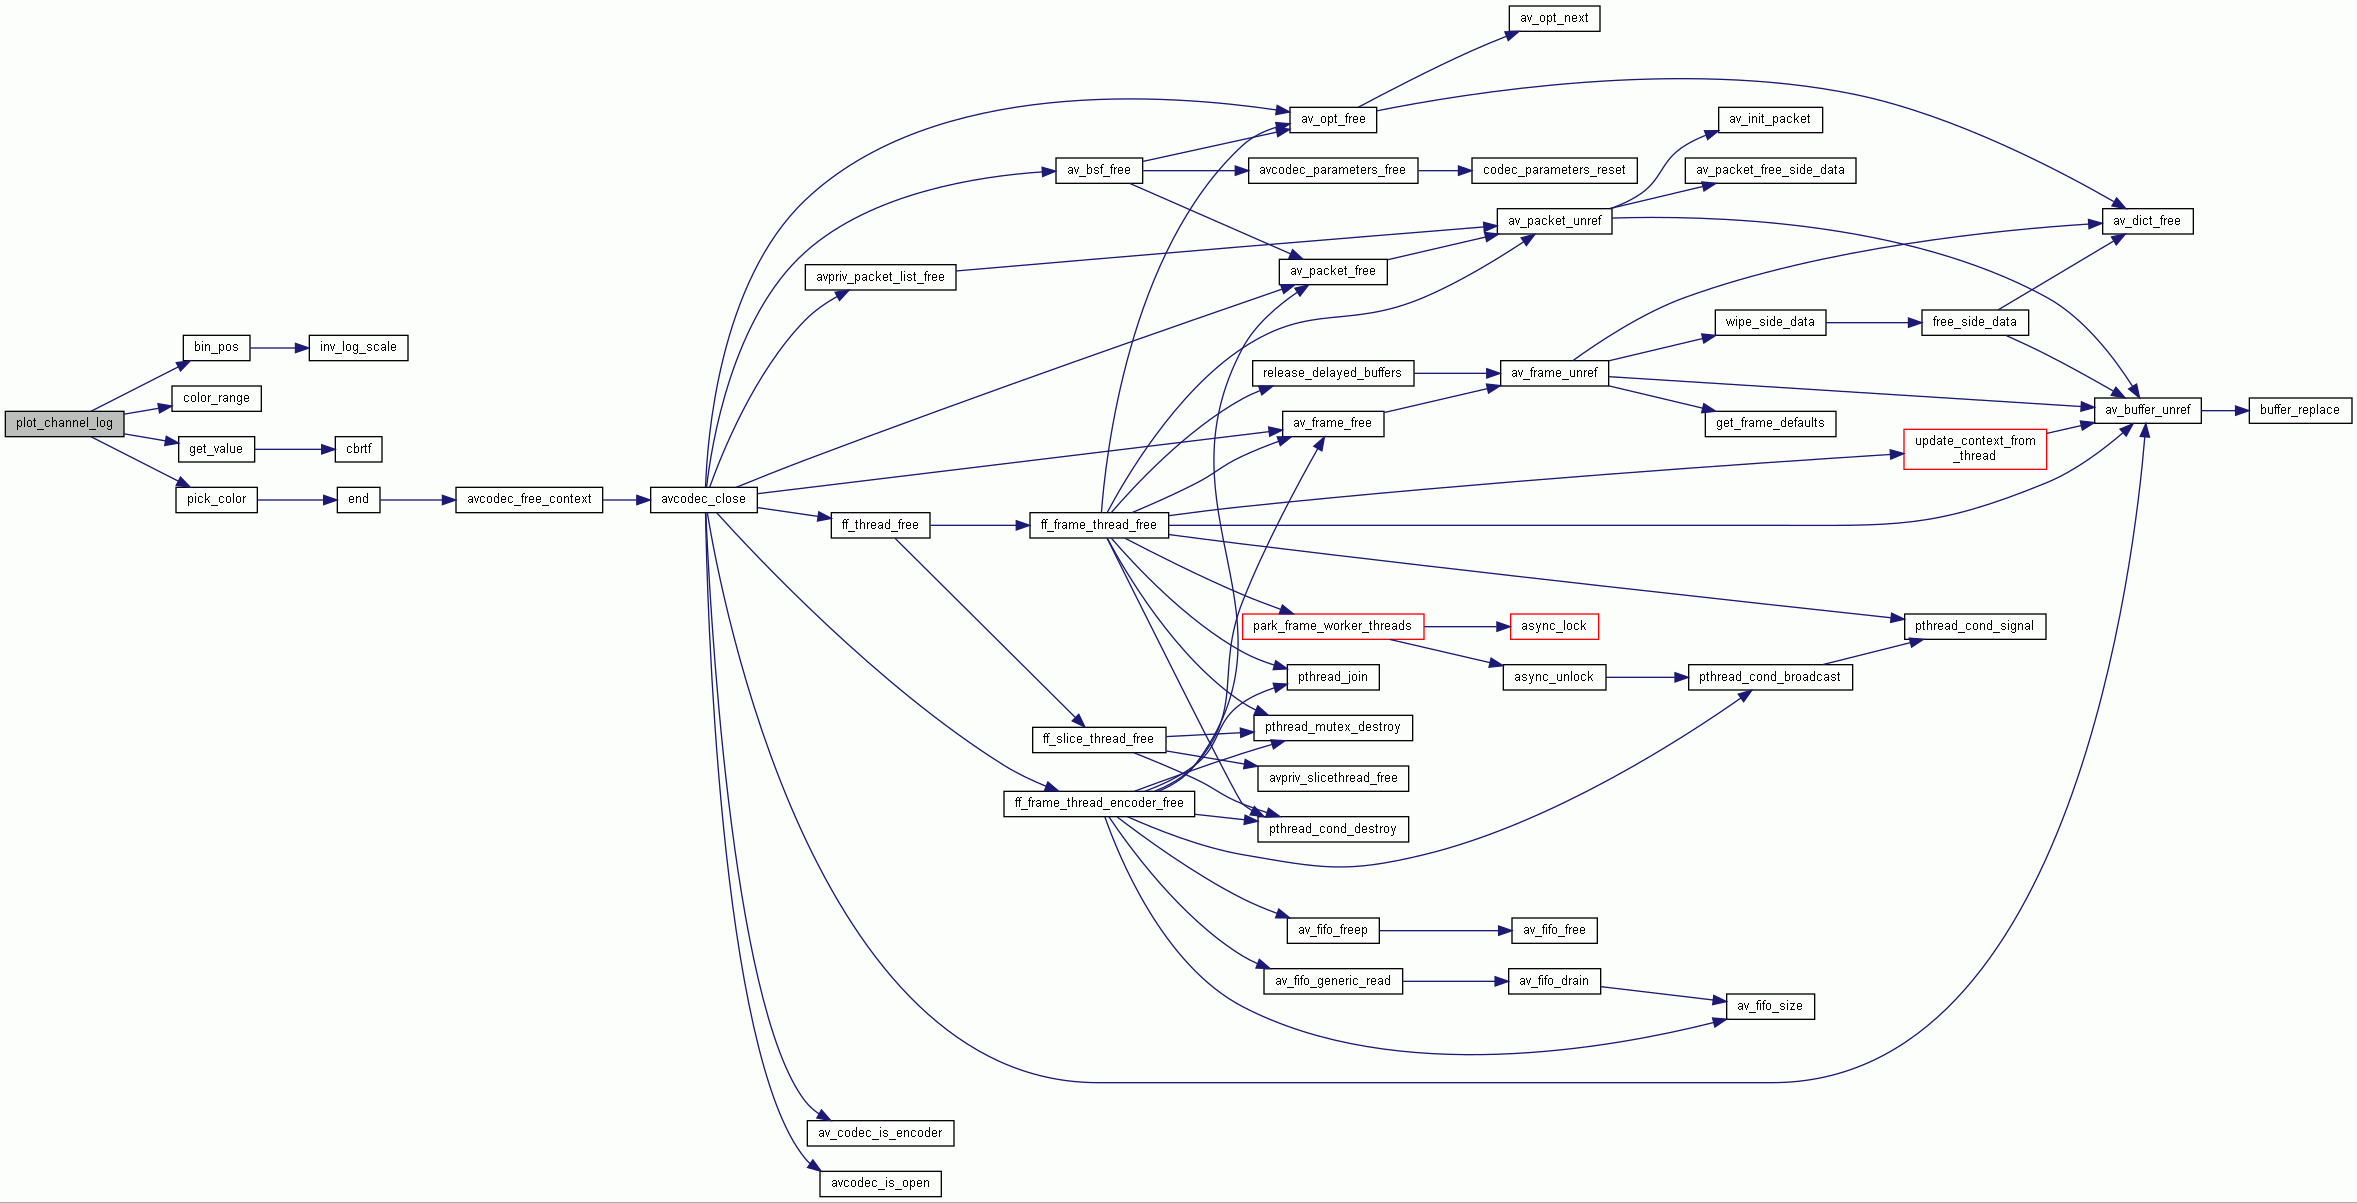 av_opt_next
av_opt_free
av_init_packet
av_bsf_free
avcodec_parameters_free
codec_parameters_reset
av_packet_free_side_data
av_packet_unref
av_dict_free
avpriv_packet_list_free
av_packet_free
wipe_side_data
free_side_data
bin_pos
inv_log_scale
release_delayed_buffers
av_frame_unref
color_range
av_buffer_unref
buffer_replace
plot_channel_log
av_frame_free
get_frame_defaults
get_value
cbrtf
update_context_from
_thread
pick_color
end
avcodec_free_context
avcodec_close
ff_thread_free
ff_frame_thread_free
park_frame_worker_threads
async_lock
pthread_cond_signal
pthread_join
async_unlock
pthread_cond_broadcast
pthread_mutex_destroy
ff_slice_thread_free
avpriv_slicethread_free
ff_frame_thread_encoder_free
pthread_cond_destroy
av_fifo_freep
av_fifo_free
av_fifo_generic_read
av_fifo_drain
av_fifo_size
av_codec_is_encoder
avcodec_is_open